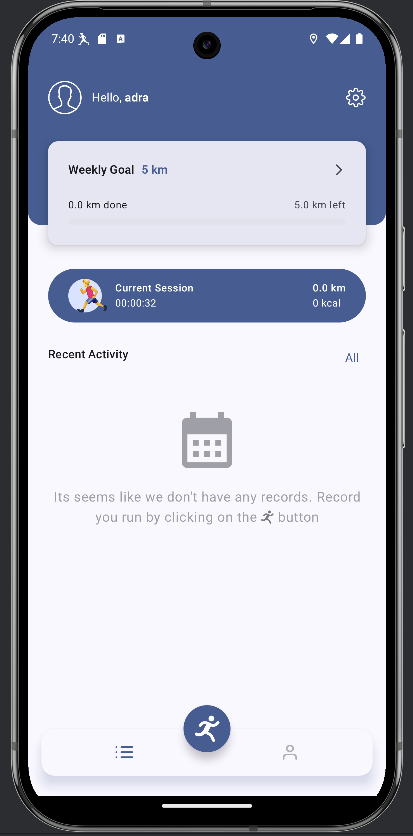 7:40
Hello, adra
Weekly Goal 5 km
0.0 km done 5.0 km left
Current Session 0.0 km
00:00:32 0 kcal
Recent Activity All
Its seems like we don't have any records. Record
you run by clicking on the button